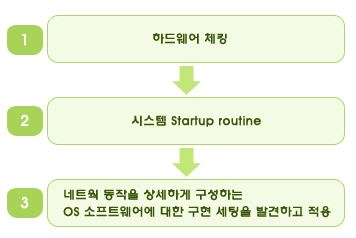 1
하드웨어 체킹
2
시스템 Startup routine
3
네트웍 동작을 상세하게 구성하는
OS 소프트웨어에 대한 구현 세팅을 발견하고 적용